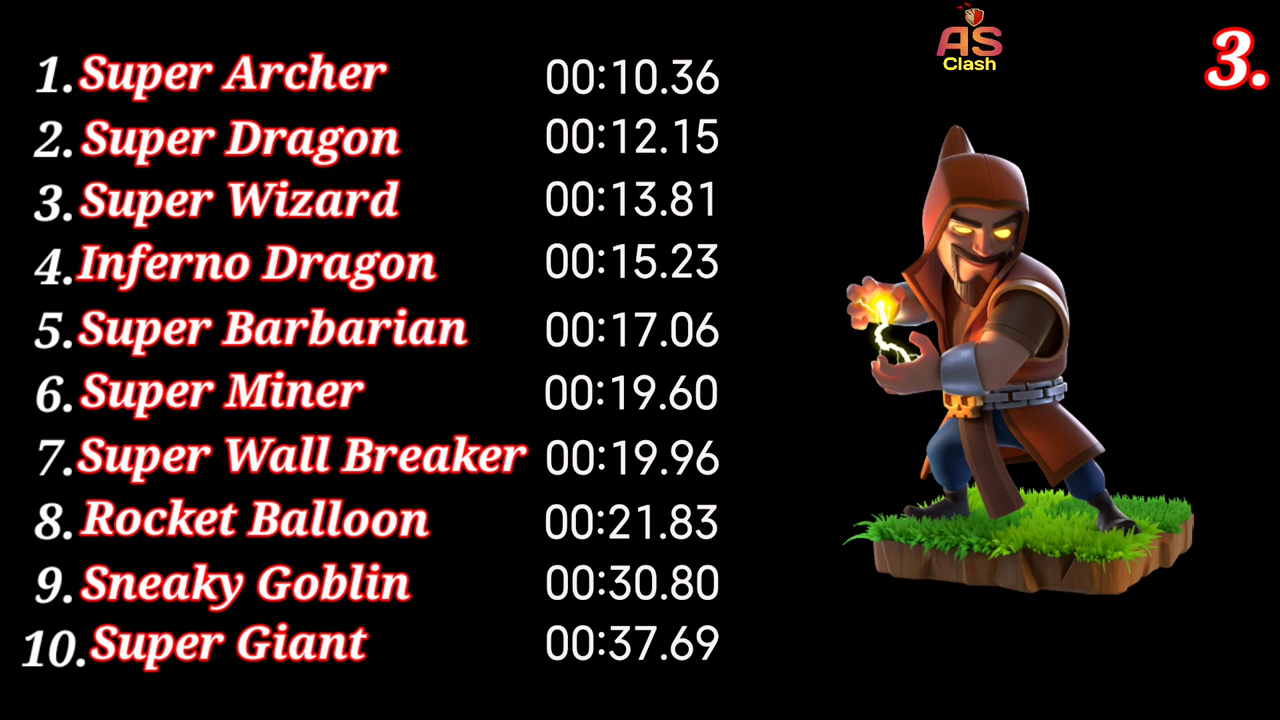 AS
Clash
3.
1. Super Archer 00:10.36
2. Super Dragon 00:12.15
3. Super Wizard 00:13.81
4. Inferno Dragon 00:15.23
5. Super Barbarian 00:17.06
6. Super Miner 00:19.60
7. Super Wall Breaker 00:19.96
8. Rocket Balloon 00:21.83
9. Sneaky Goblin 00:30.80
10. Super Giant 00:37.69